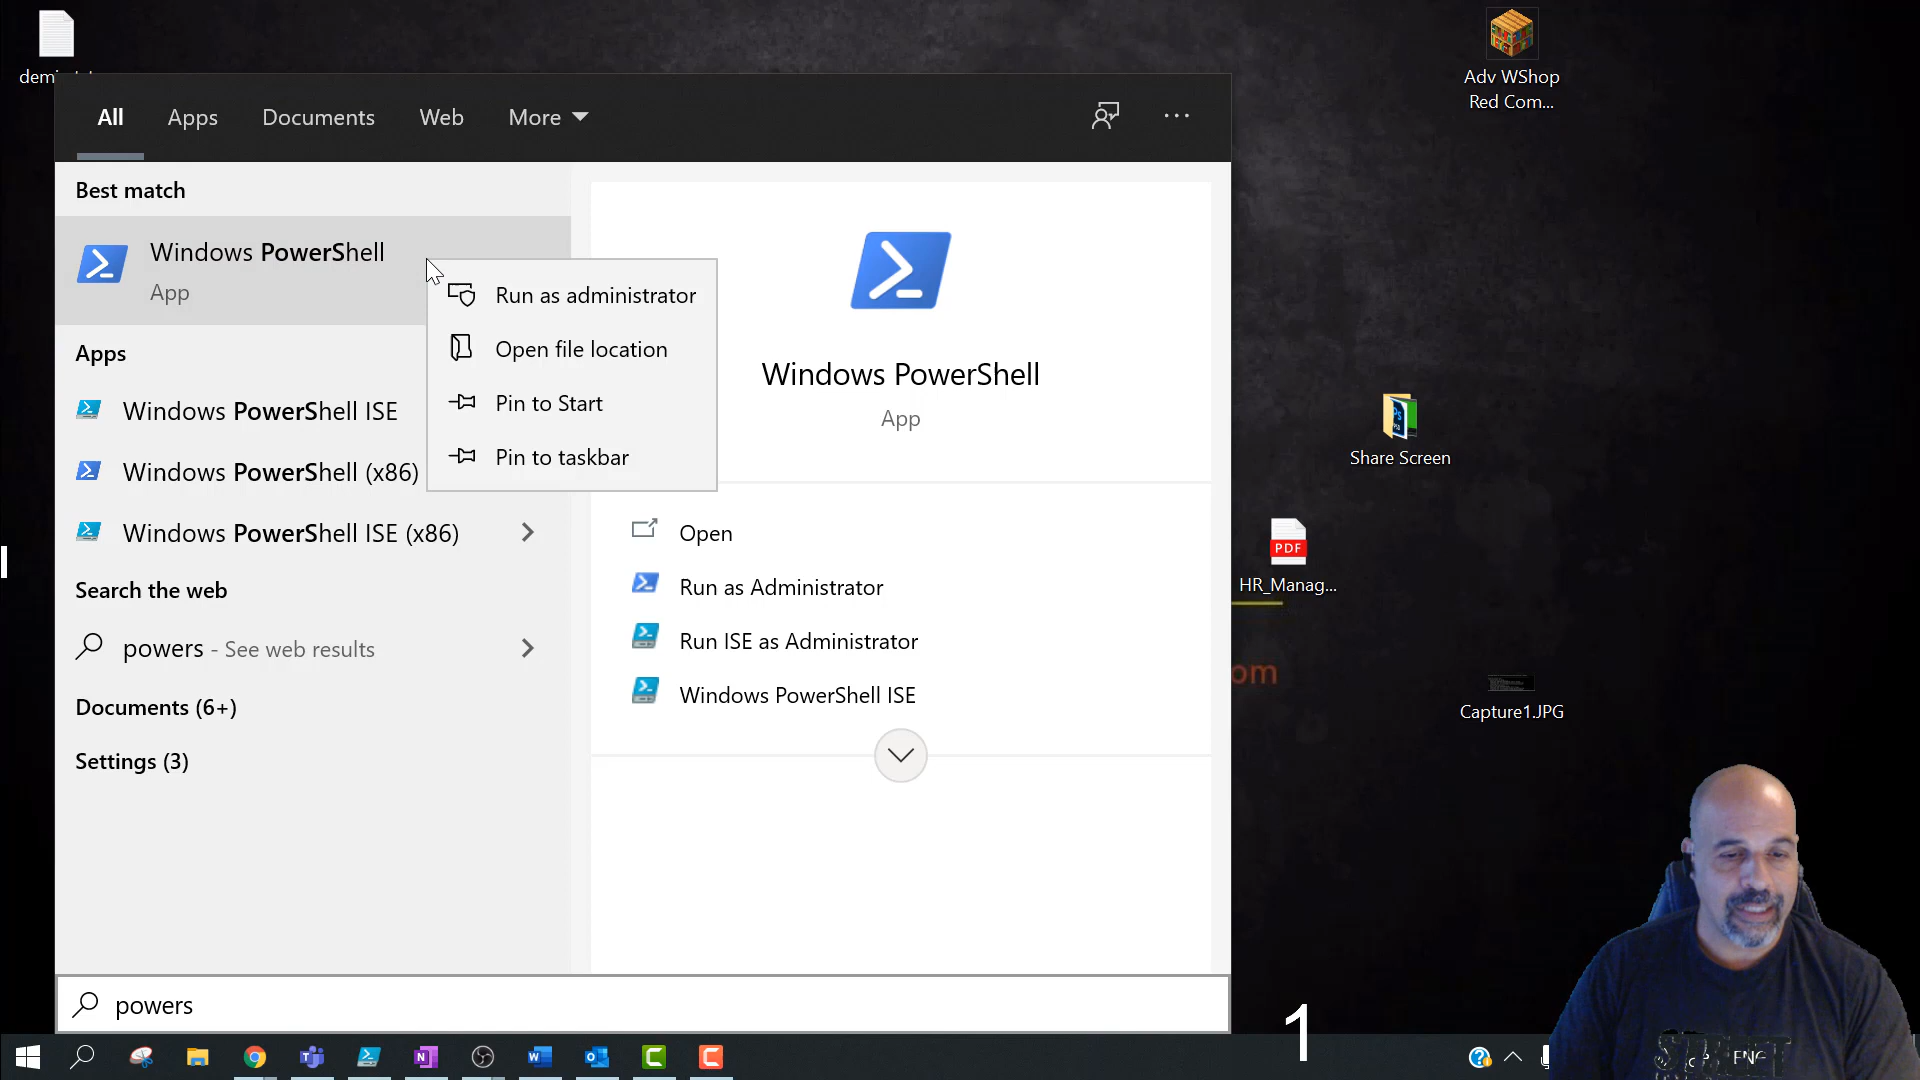 Adv WShop
Red Com...
All
Apps
Documents
Web
More
Best match
Windows PowerShell
App
Run as administrator
Open file location
Pin to Start
Pin to taskbar
Apps
Windows PowerShell ISE
Windows PowerShell (x86)
Windows PowerShell ISE (x86)
Search the web
powers - See web results
Documents (6+)
Settings (3)
Windows PowerShell
App
Open
Run as Administrator
Run ISE as Administrator
Windows PowerShell ISE
Share Screen
PDF
HR_Manag...
om
Capture1.JPG
powers
1
ENG